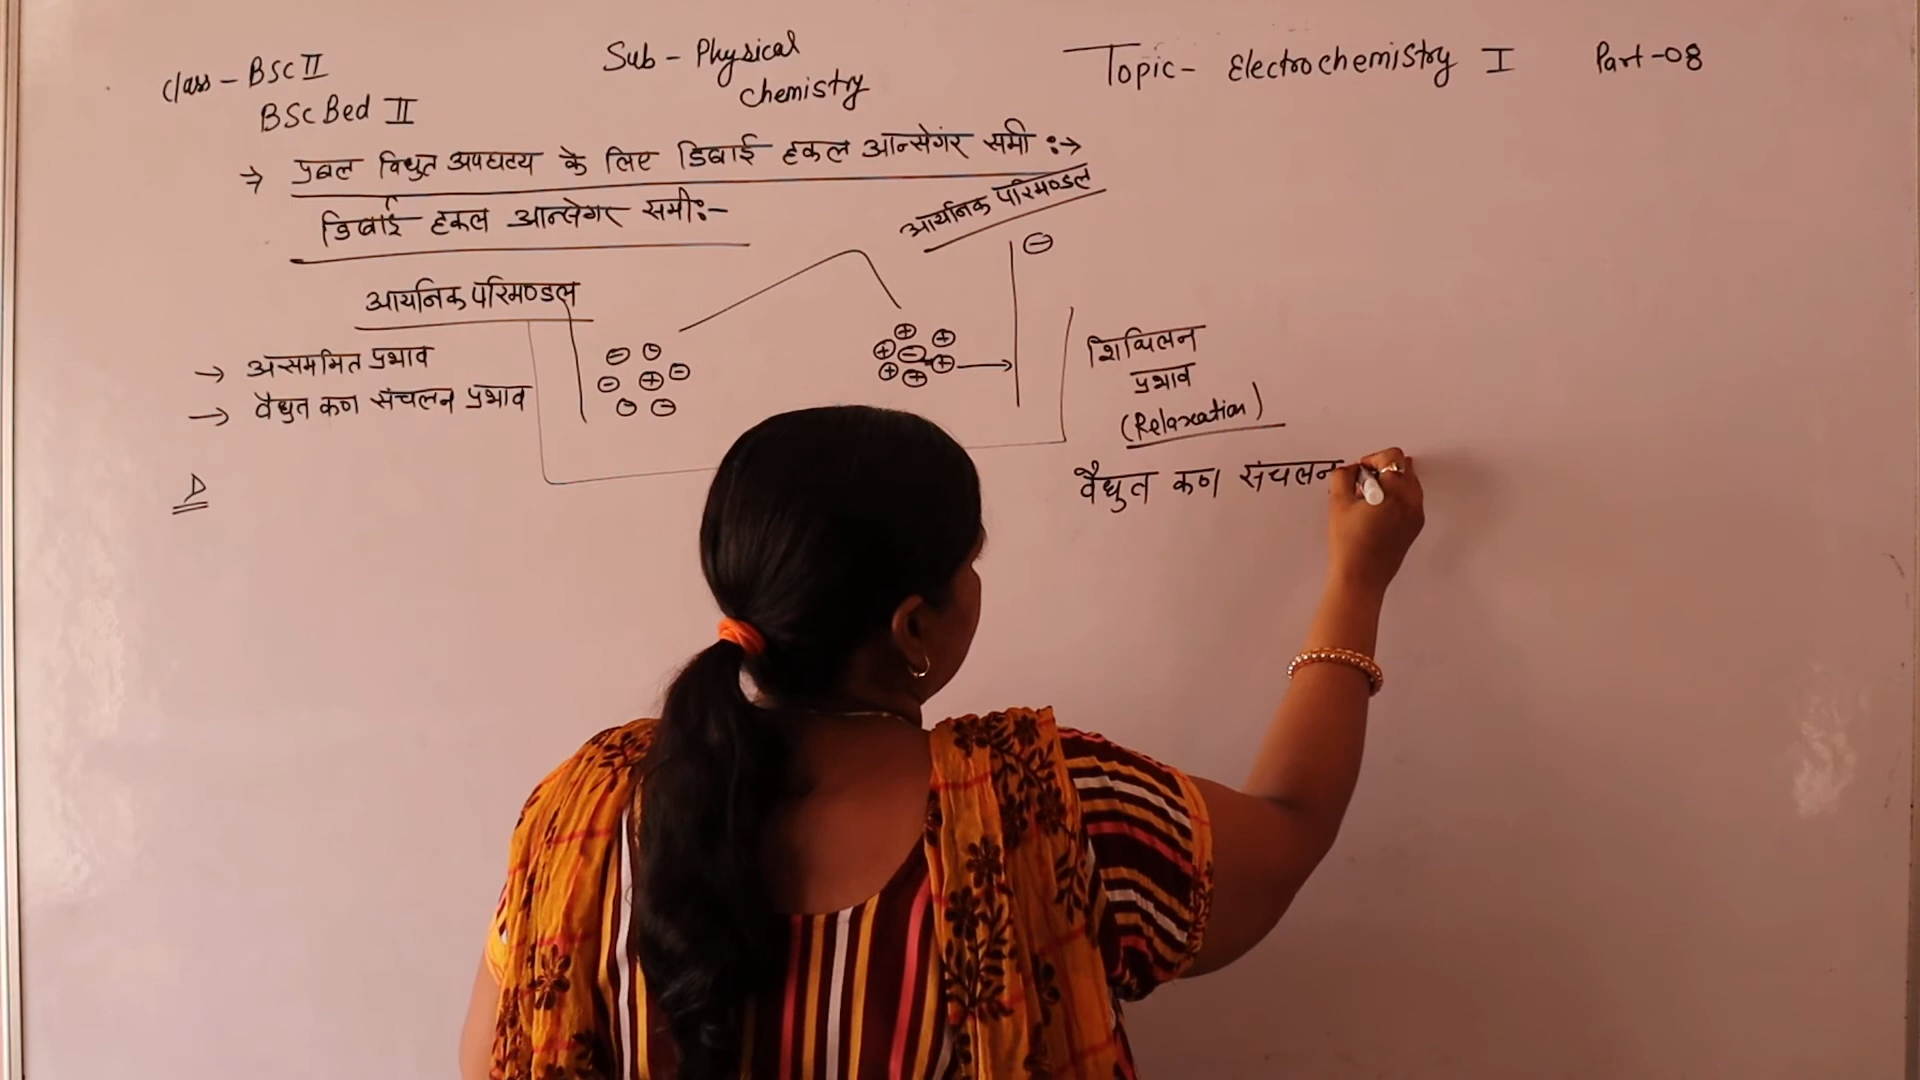 Class - BSc II
BSc Bed II
Sub - Physical
Chemistry
Topic - Electrochemistry I
Part - 08
→ प्रबल विधुत अपघटय के लिए डिबाई हकल आन्सेगंर समी :→
डिबाई हकल आन्सेगर समी:-
आयनिक परिमण्डल
आयनिक परिमण्डल
→ असममित प्रभाव
→ वैधुत कण संचलन प्रभाव
शिथिलन
प्रभाव
(Relaxation)
वैधुत कण संचलन